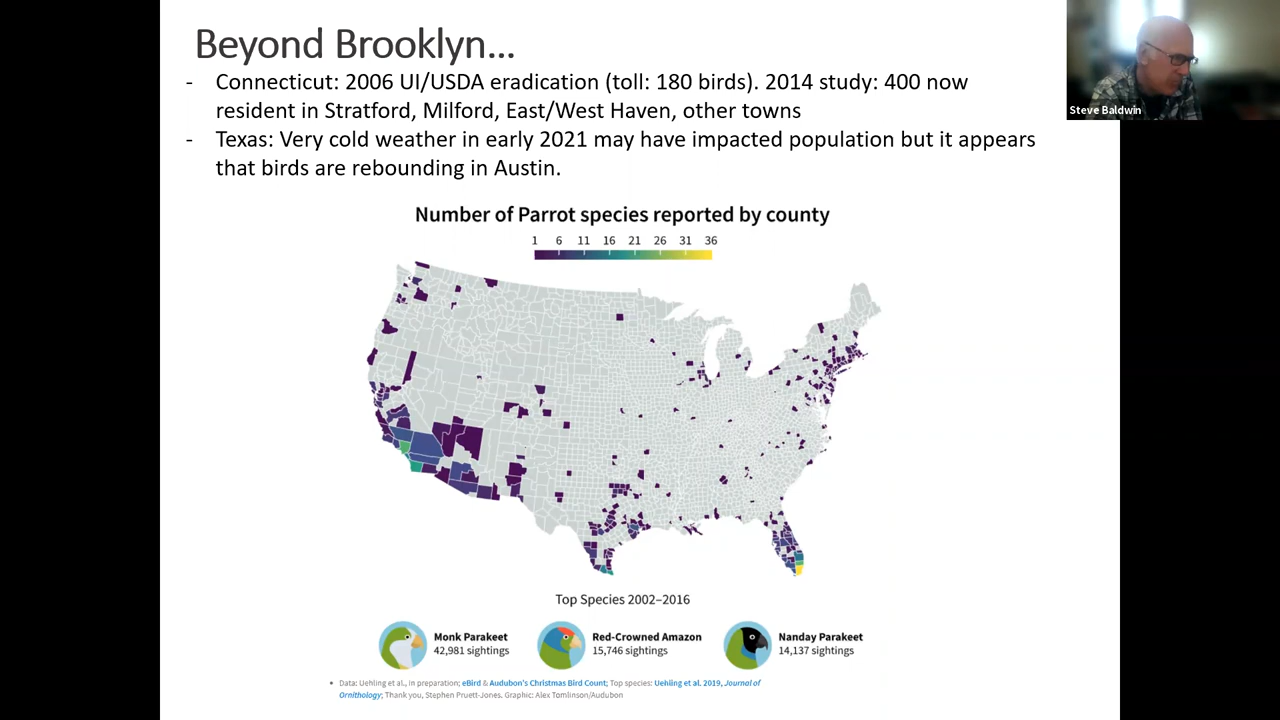 Beyond Brooklyn...
- Connecticut: 2006 UI/USDA eradication (toll: 180 birds). 2014 study: 400 now
resident in Stratford, Milford, East/West Haven, other towns
- Texas: Very cold weather in early 2021 may have impacted population but it appears
that birds are rebounding in Austin.
Steve Baldwin
Number of Parrot species reported by county
1 6 11 16 21 26 31 36
Top Species 2002–2016
Monk Parakeet
42,981 sightings
Red-Crowned Amazon
15,746 sightings
Nanday Parakeet
14,137 sightings
• Data: Uehling et al., in preparation; eBird & Audubon's Christmas Bird Count; Top species: Uehling et al. 2019, Journal of
Ornithology; Thank you, Stephen Pruett-Jones. Graphic: Alex Tomlinson/Audubon